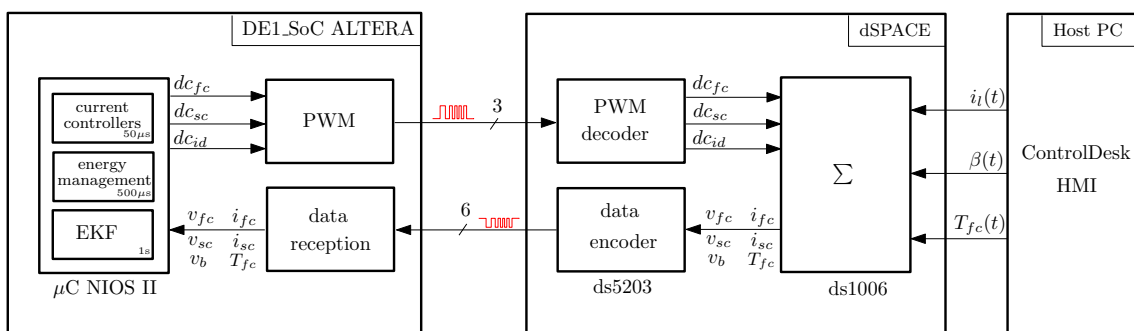 DE1_SoC ALTERA
current
controllers
50μs
energy
management
500μs
EKF
1s
μC NIOS II
dc_fc
dc_sc
dc_id
PWM
v_fc i_fc
v_sc i_sc
v_b T_fc
data
reception
3
6
dSPACE
PWM
decoder
dc_fc
dc_sc
dc_id
data
encoder
ds5203
v_fc i_fc
v_sc i_sc
v_b T_fc
Σ
ds1006
Host PC
i_l(t)
β(t)
T_fc(t)
ControlDesk
HMI